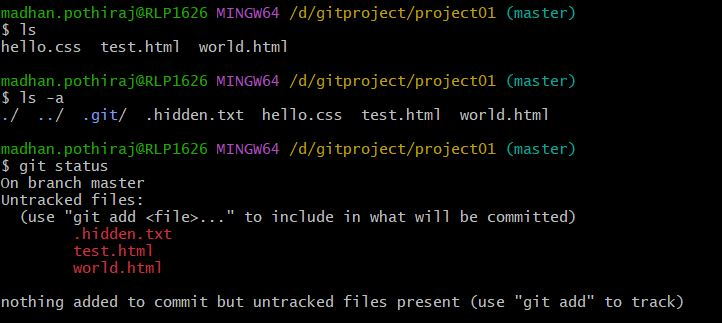 madhan.pothiraj@RLP1626 MINGW64 /d/gitproject/project01 (master)
$ ls
hello.css  test.html  world.html
madhan.pothiraj@RLP1626 MINGW64 /d/gitproject/project01 (master)
$ ls -a
./  ../  .git/  .hidden.txt  hello.css  test.html  world.html
madhan.pothiraj@RLP1626 MINGW64 /d/gitproject/project01 (master)
$ git status
On branch master
Untracked files:
  (use "git add <file>..." to include in what will be committed)
        .hidden.txt
        test.html
        world.html
nothing added to commit but untracked files present (use "git add" to track)